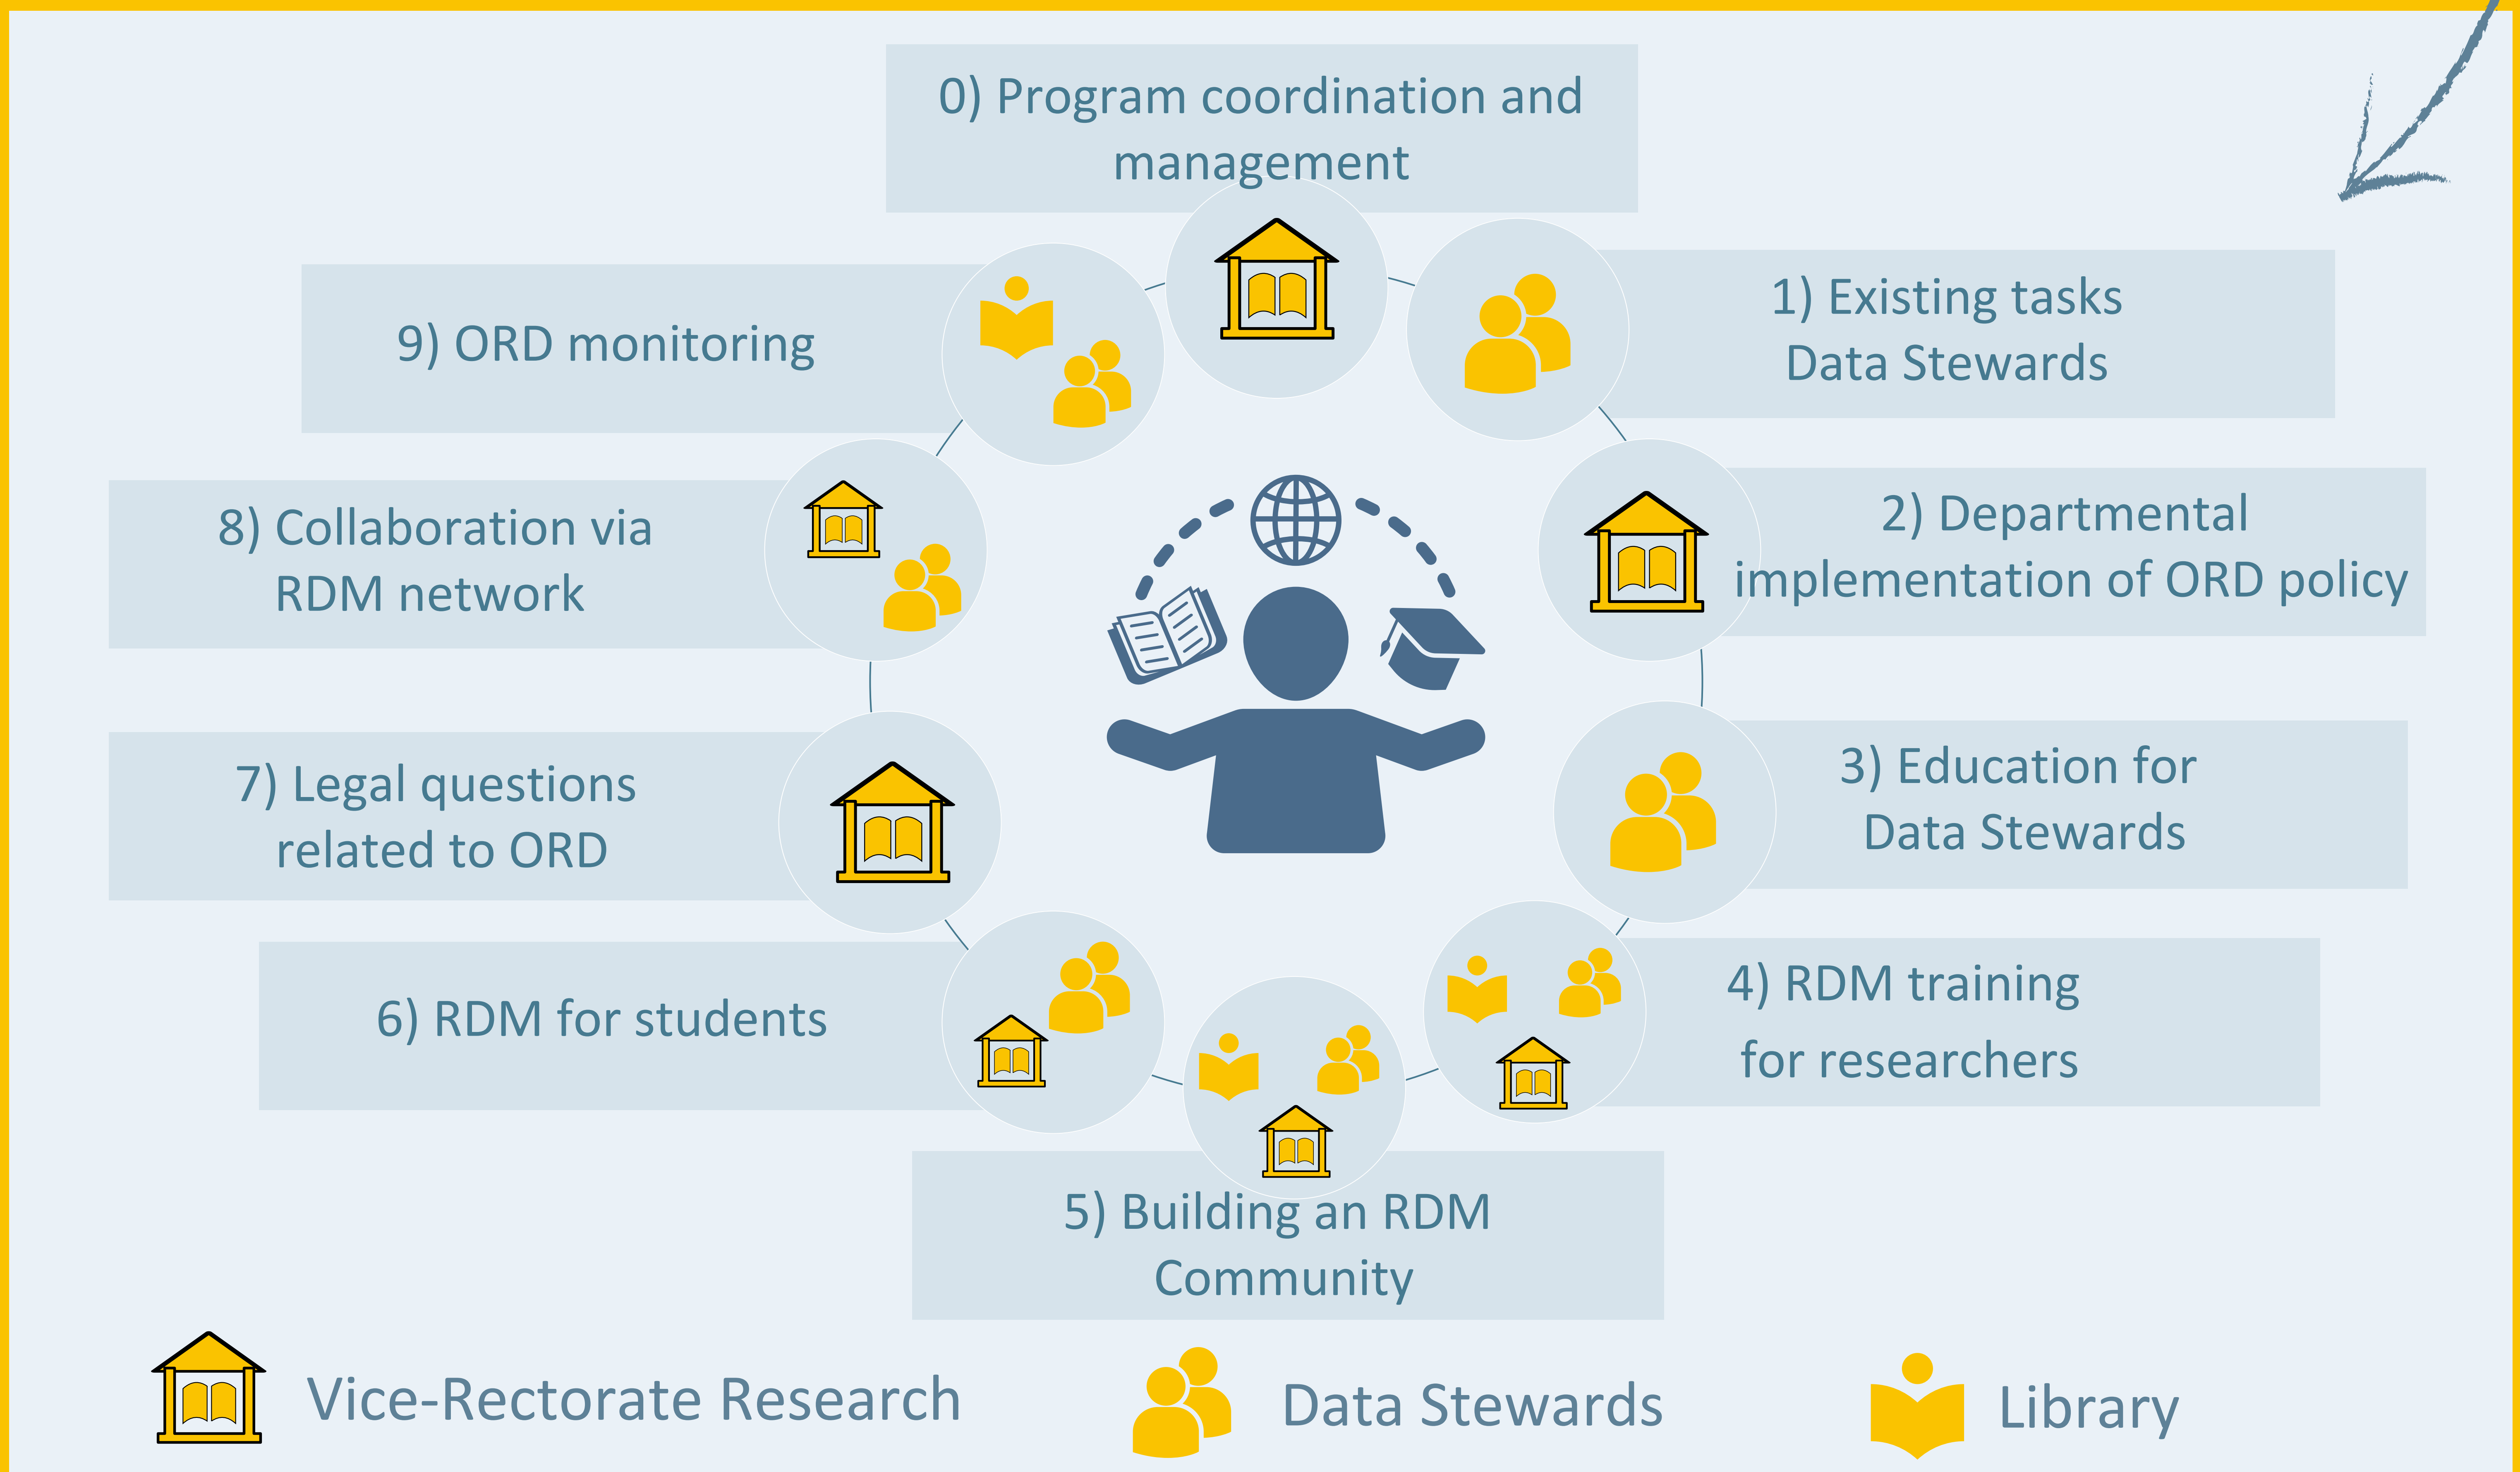 0) Program coordination and
management
1) Existing tasks
Data Stewards
2) Departmental
implementation of ORD policy
3) Education for
Data Stewards
4) RDM training
for researchers
5) Building an RDM
Community
6) RDM for students
7) Legal questions
related to ORD
8) Collaboration via
RDM network
9) ORD monitoring
Vice-Rectorate Research
Data Stewards
Library